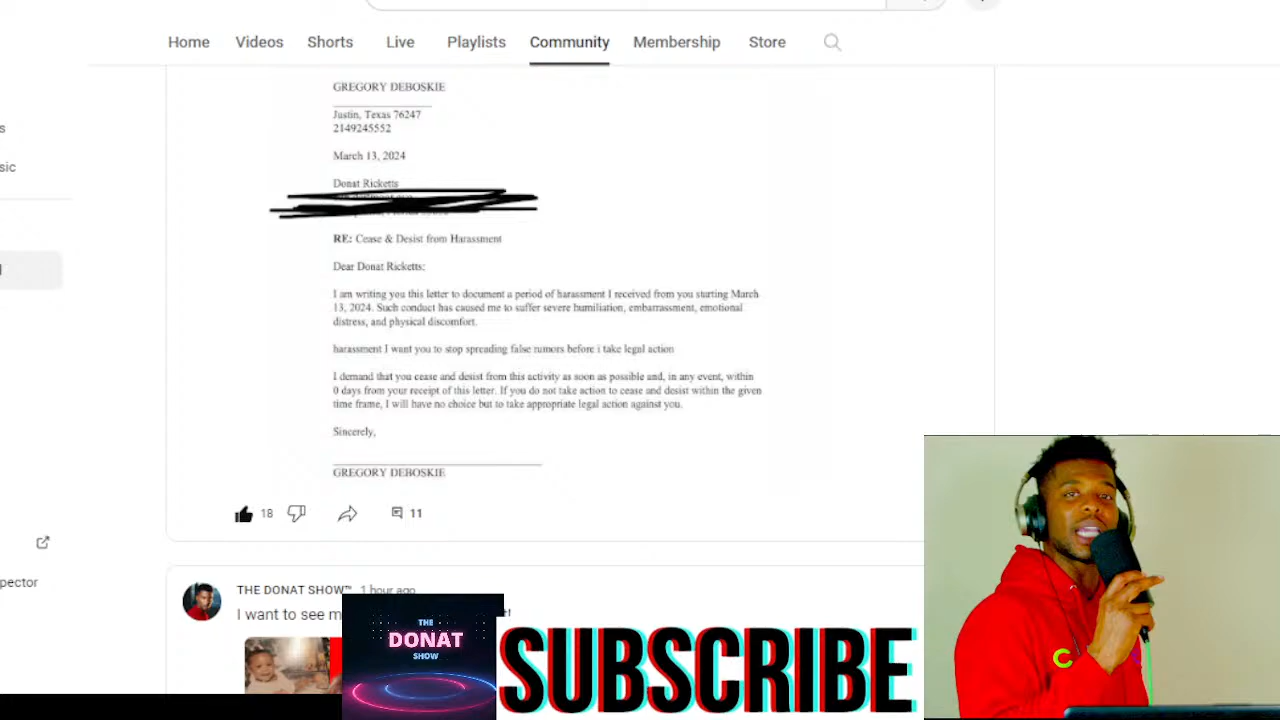 Home Videos Shorts Live Playlists Community Membership Store
GREGORY DEBOSKIE
Justin, Texas 76247
2149245552
March 13, 2024
Donat Ricketts
RE: Cease & Desist from Harassment
Dear Donat Ricketts:
I am writing you this letter to document a period of harassment I received from you starting March
13, 2024. Such conduct has caused me to suffer severe humiliation, embarrassment, emotional
distress, and physical discomfort.
harassment I want you to stop spreading false rumors before i take legal action
I demand that you cease and desist from this activity as soon as possible and, in any event, within
0 days from your receipt of this letter. If you do not take action to cease and desist within the given
time frame, I will have no choice but to take appropriate legal action against you.
Sincerely,
GREGORY DEBOSKIE
18 11
pector
THE DONAT SHOW™ 1 hour ago
I want to see
THE
DONAT
SHOW
SUBSCRIBE